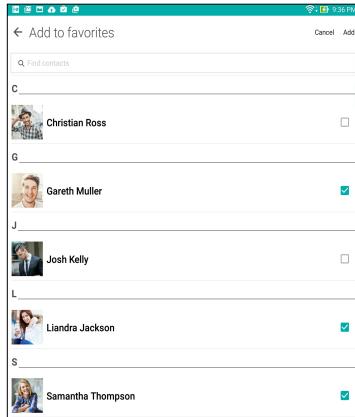 9:36 PM
Add to favorites
Cancel Add
Find contacts
C
Christian Ross
G
Gareth Muller
J
Josh Kelly
L
Liandra Jackson
S
Samantha Thompson